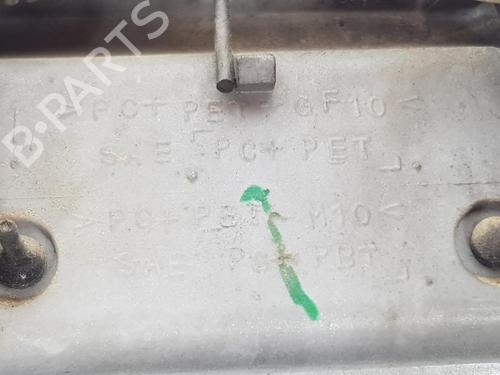 B-PARTS
>PC+PET-GF10<
SAE PC+PET
>PC+PBT-M10<
SAE PC+PBT